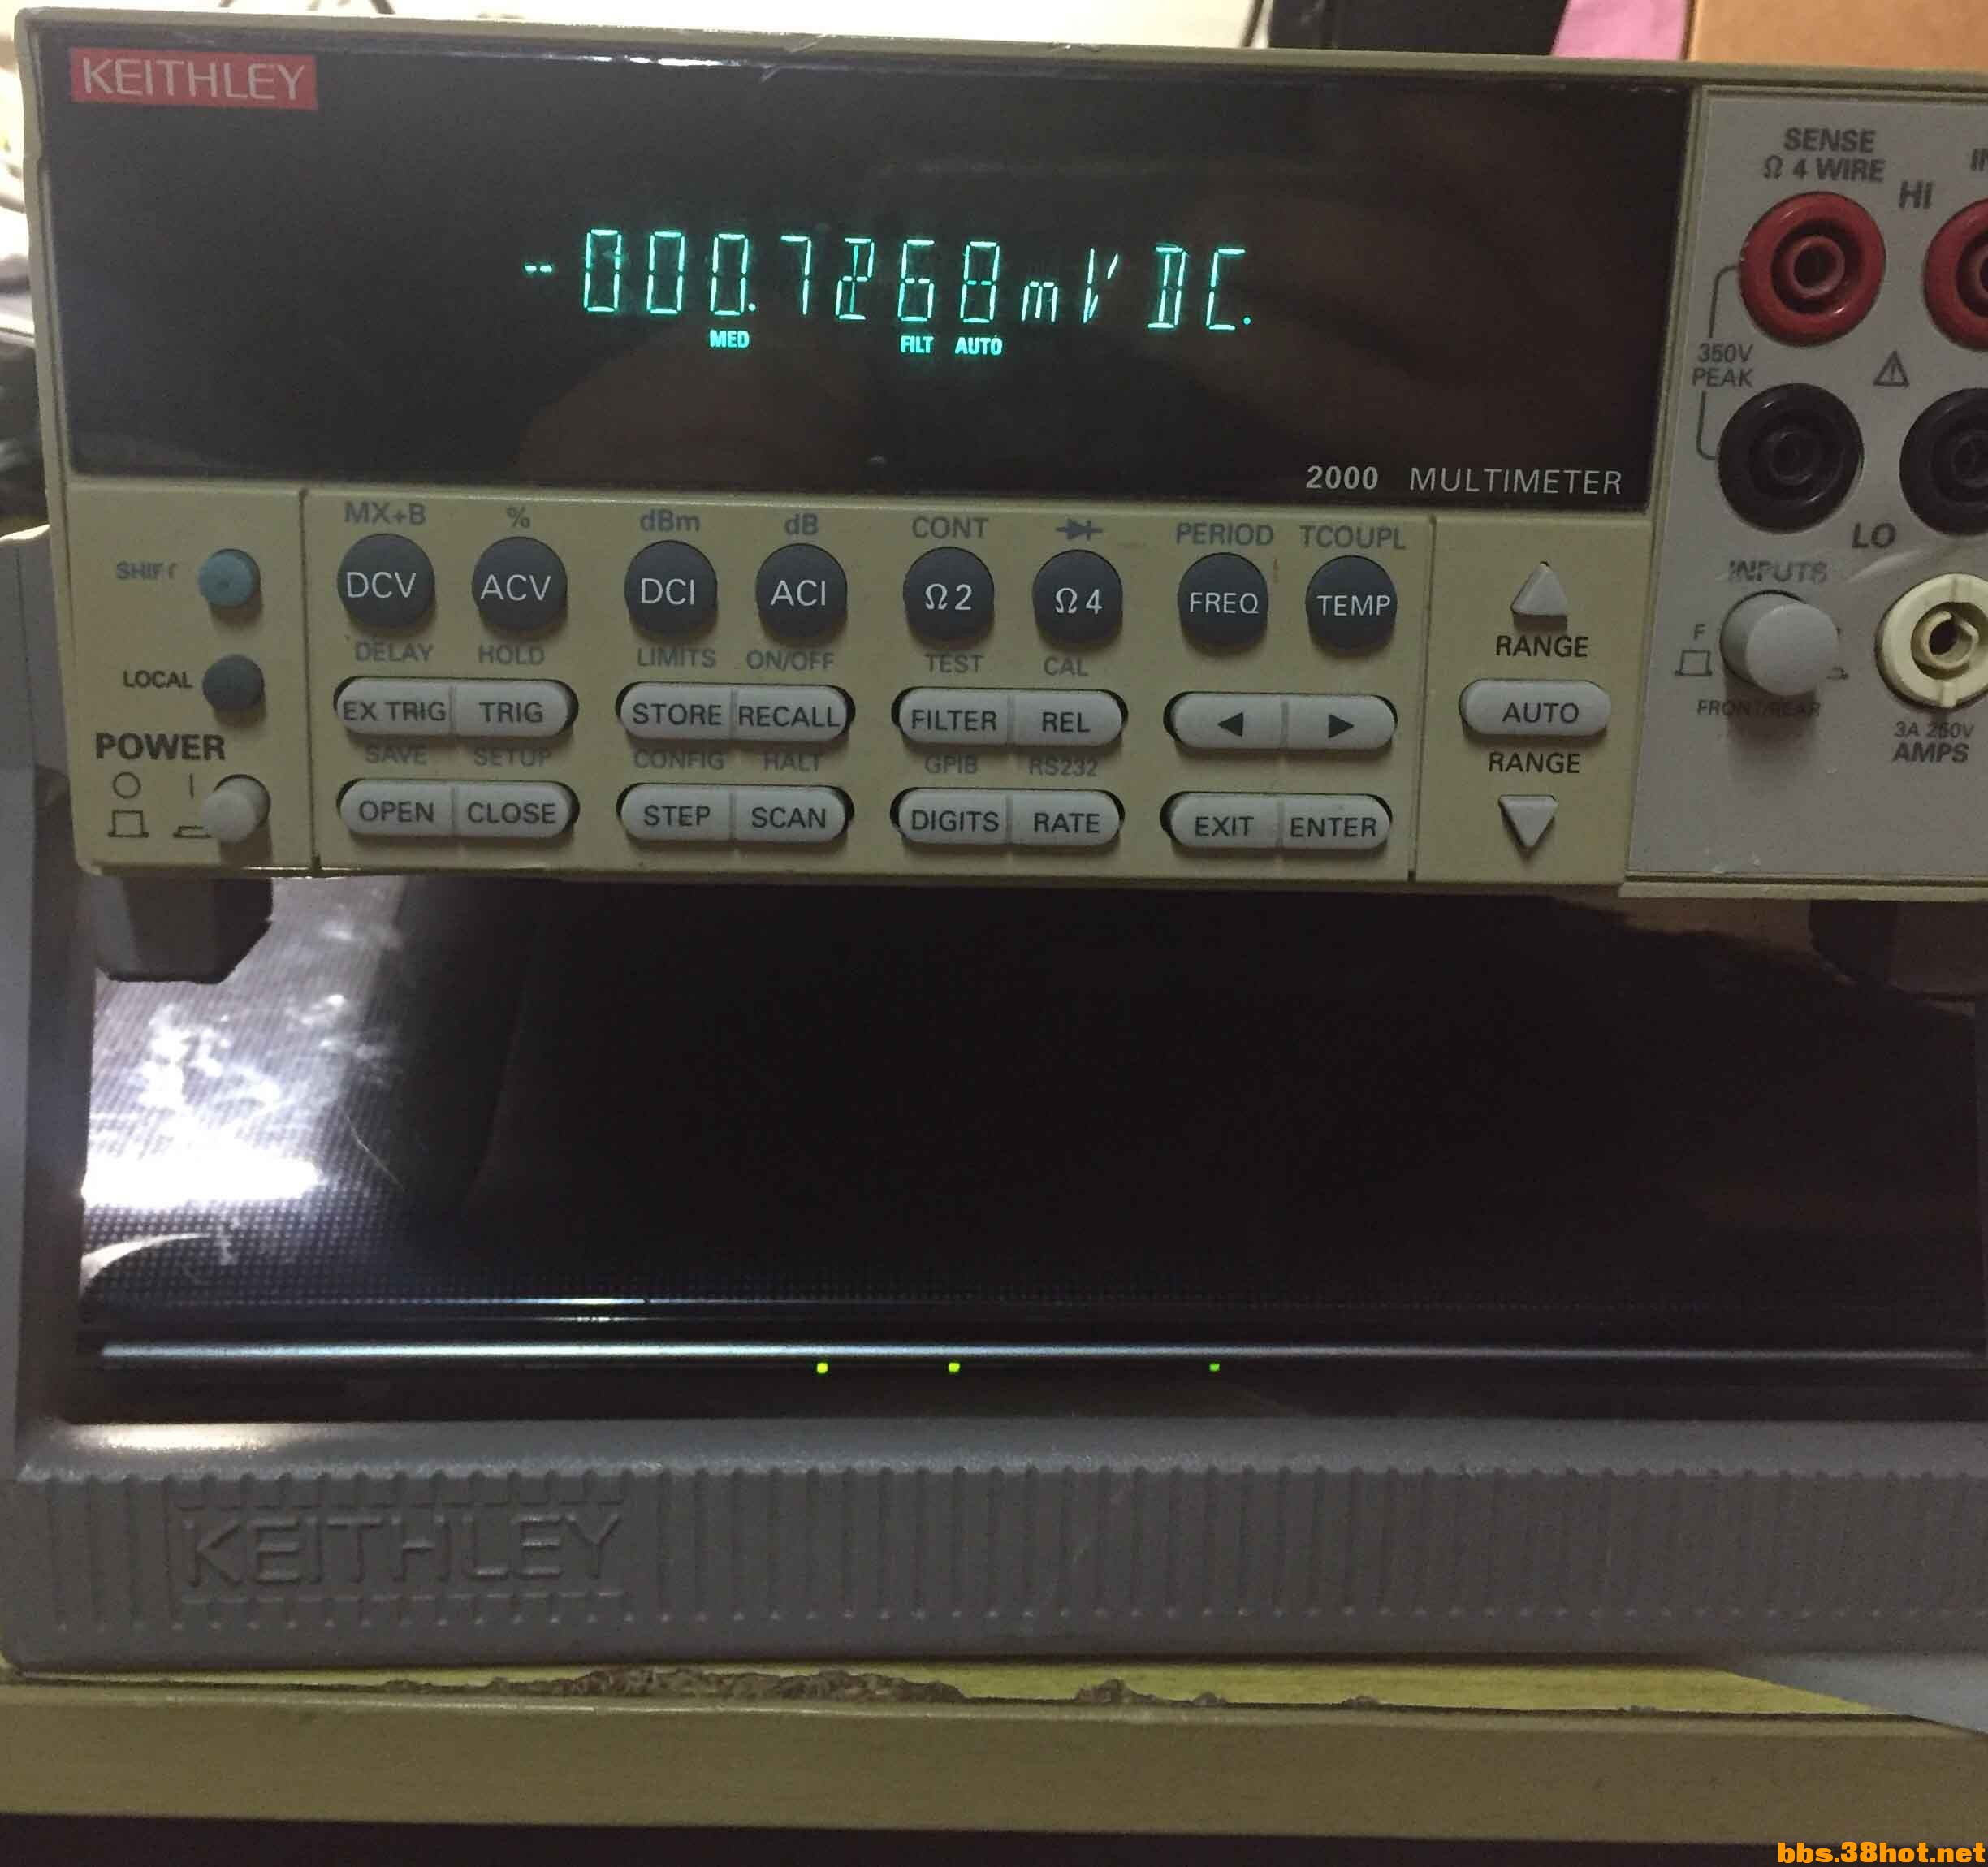 KEITHLEY
-000.7268mV DC.
MED FILT AUTO
2000 MULTIMETER
SENSE
Ω 4 WIRE
HI
350V
PEAK
LO
INPUTS
F
FRONT/REAR
3A 250V
AMPS
MX+B % dBm dB CONT PERIOD TCOUPL
SHIFT DCV ACV DCI ACI Ω2 Ω4 FREQ TEMP
RANGE
DELAY HOLD LIMITS ON/OFF TEST CAL
LOCAL EX TRIG TRIG STORE RECALL FILTER REL ◀ ▶ AUTO
POWER
SAVE SETUP CONFIG HALT GPIB RS232 RANGE
OPEN CLOSE STEP SCAN DIGITS RATE EXIT ENTER
KEITHLEY
bbs.38hot.net